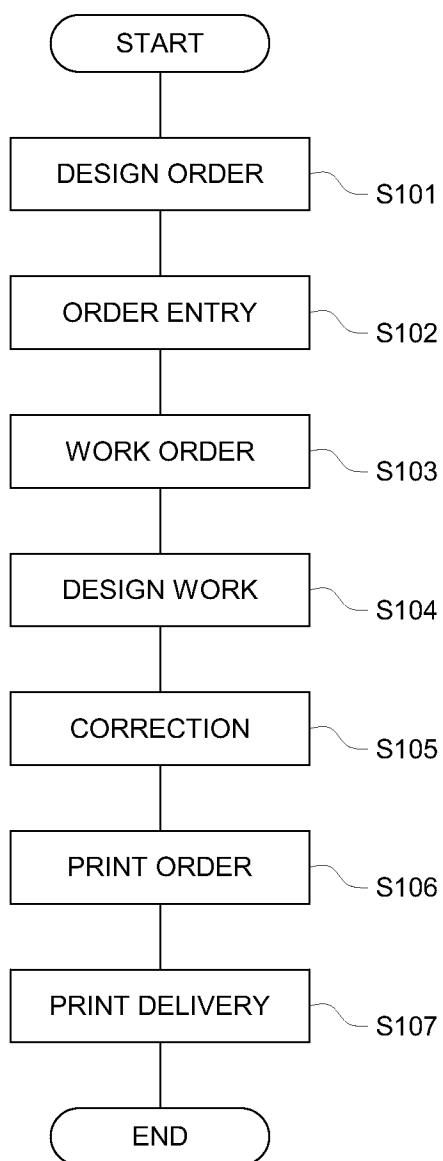 START
DESIGN ORDER
S101
ORDER ENTRY
S102
WORK ORDER
S103
DESIGN WORK
S104
CORRECTION
S105
PRINT ORDER
S106
PRINT DELIVERY
S107
END